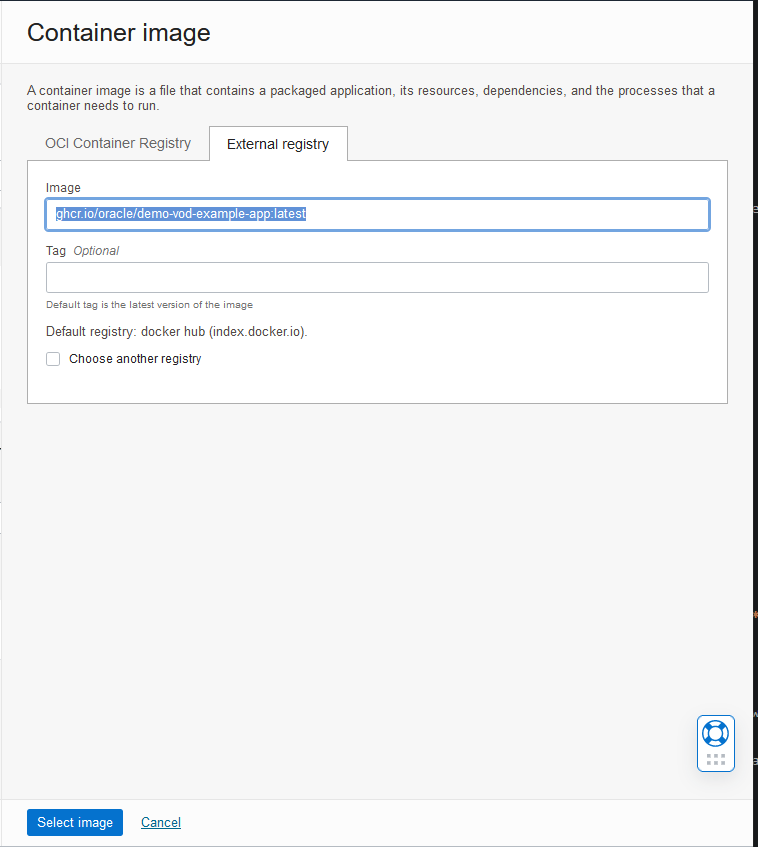 Container image
A container image is a file that contains a packaged application, its resources, dependencies, and the processes that a
container needs to run.
OCI Container Registry
External registry
Image
ghcr.io/oracle/demo-vod-example-app:latest
Tag Optional
Default tag is the latest version of the image
Default registry: docker hub (index.docker.io).
Choose another registry
Select image
Cancel